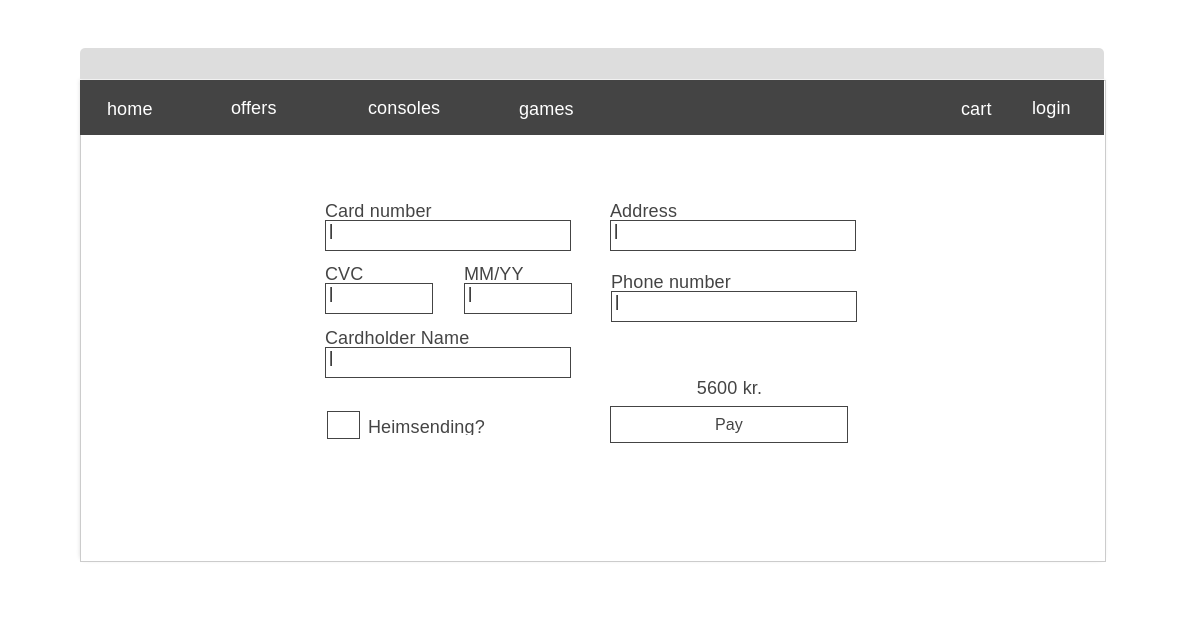 home offers consoles games cart login
Card number
Address
CVC MM/YY
Phone number
Cardholder Name
5600 kr.
Heimsending?
Pay